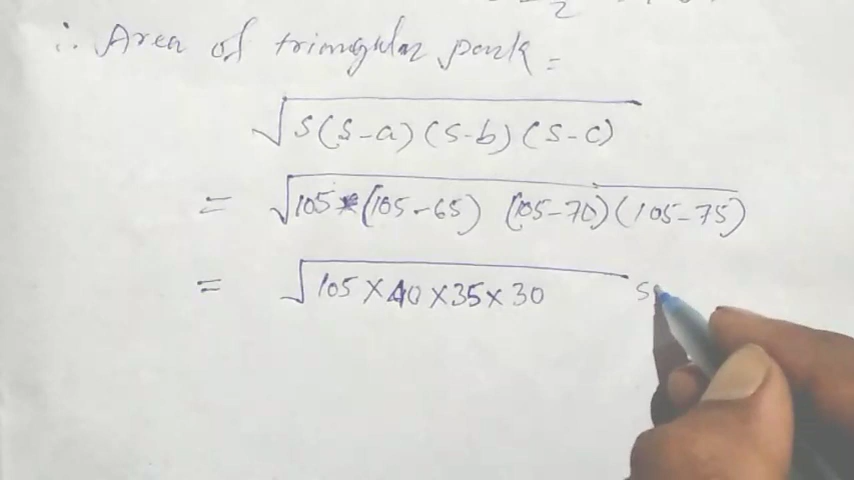 ∴ Area of triangular park =
√s(s-a)(s-b)(s-c)
= √105×(105-65) (105-70)(105-75)
= √105×40×35×30 s